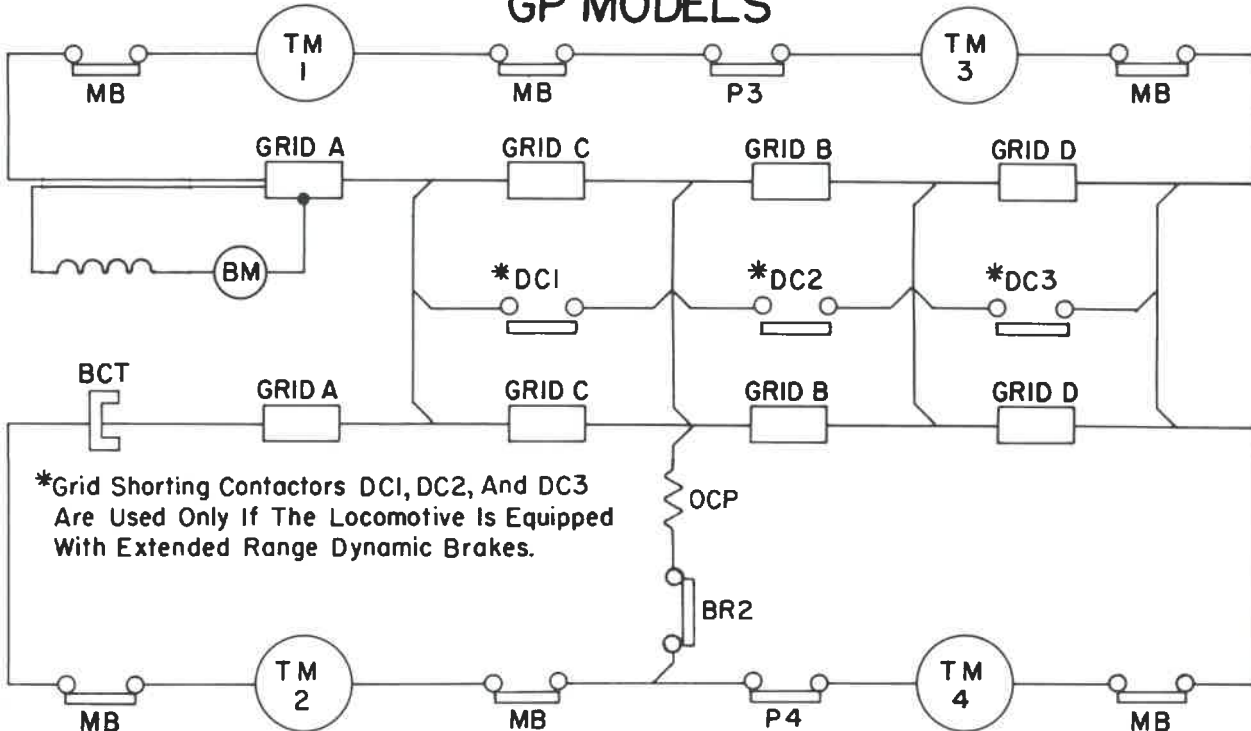 GP MODELS
TM 1
TM 3
MB
MB
P3
MB
GRID A
GRID C
GRID B
GRID D
BM
*DC1
*DC2
*DC3
BCT
GRID A
GRID C
GRID B
GRID D
*Grid Shorting Contactors DC1, DC2, And DC3
Are Used Only If The Locomotive Is Equipped
With Extended Range Dynamic Brakes.
OCP
BR2
TM 2
TM 4
MB
MB
P4
MB